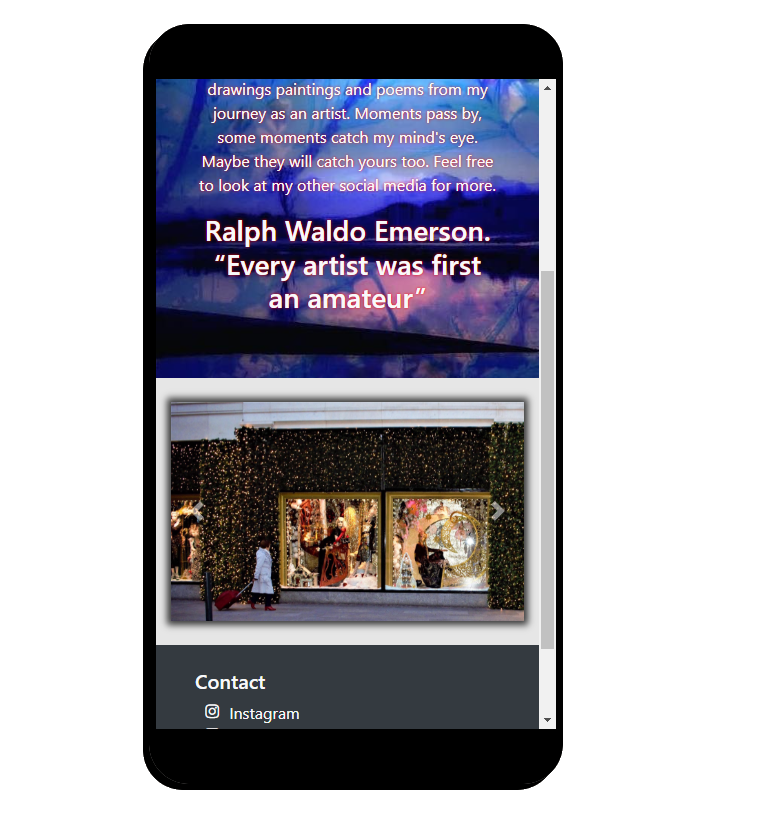 drawings paintings and poems from my
journey as an artist. Moments pass by,
some moments catch my mind's eye.
Maybe they will catch yours too. Feel free
to look at my other social media for more.
Ralph Waldo Emerson.
“Every artist was first
an amateur”
Contact
Instagram